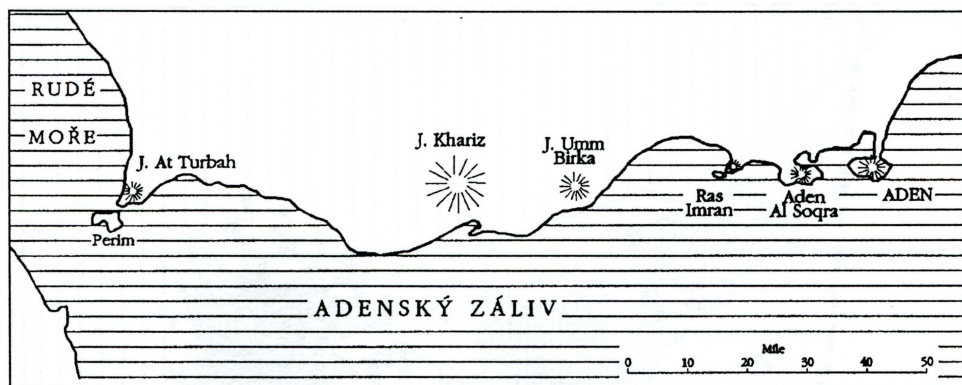 RUDÉ
MOŘE
J. At Turbah
Perim
J. Khariz
J. Umm
Birka
Ras
Imran
Aden
Al Soqra
ADEN
ADENSKÝ ZÁLIV
Míle
0 10 20 30 40 50